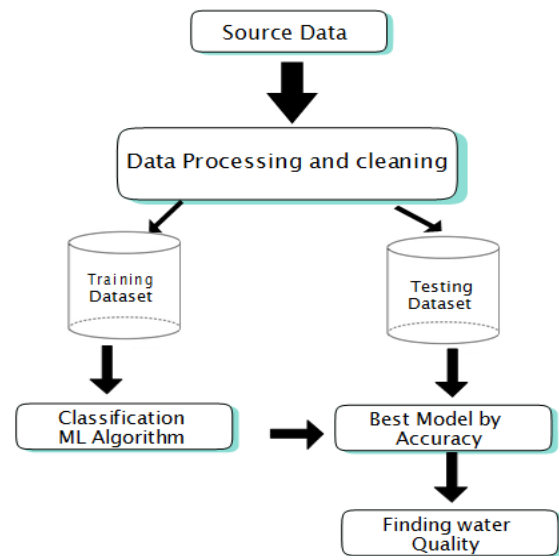 Source Data
Data Processing and cleaning
Training
Dataset
Testing
Dataset
Classification
ML Algorithm
Best Model by
Accuracy
Finding water
Quality